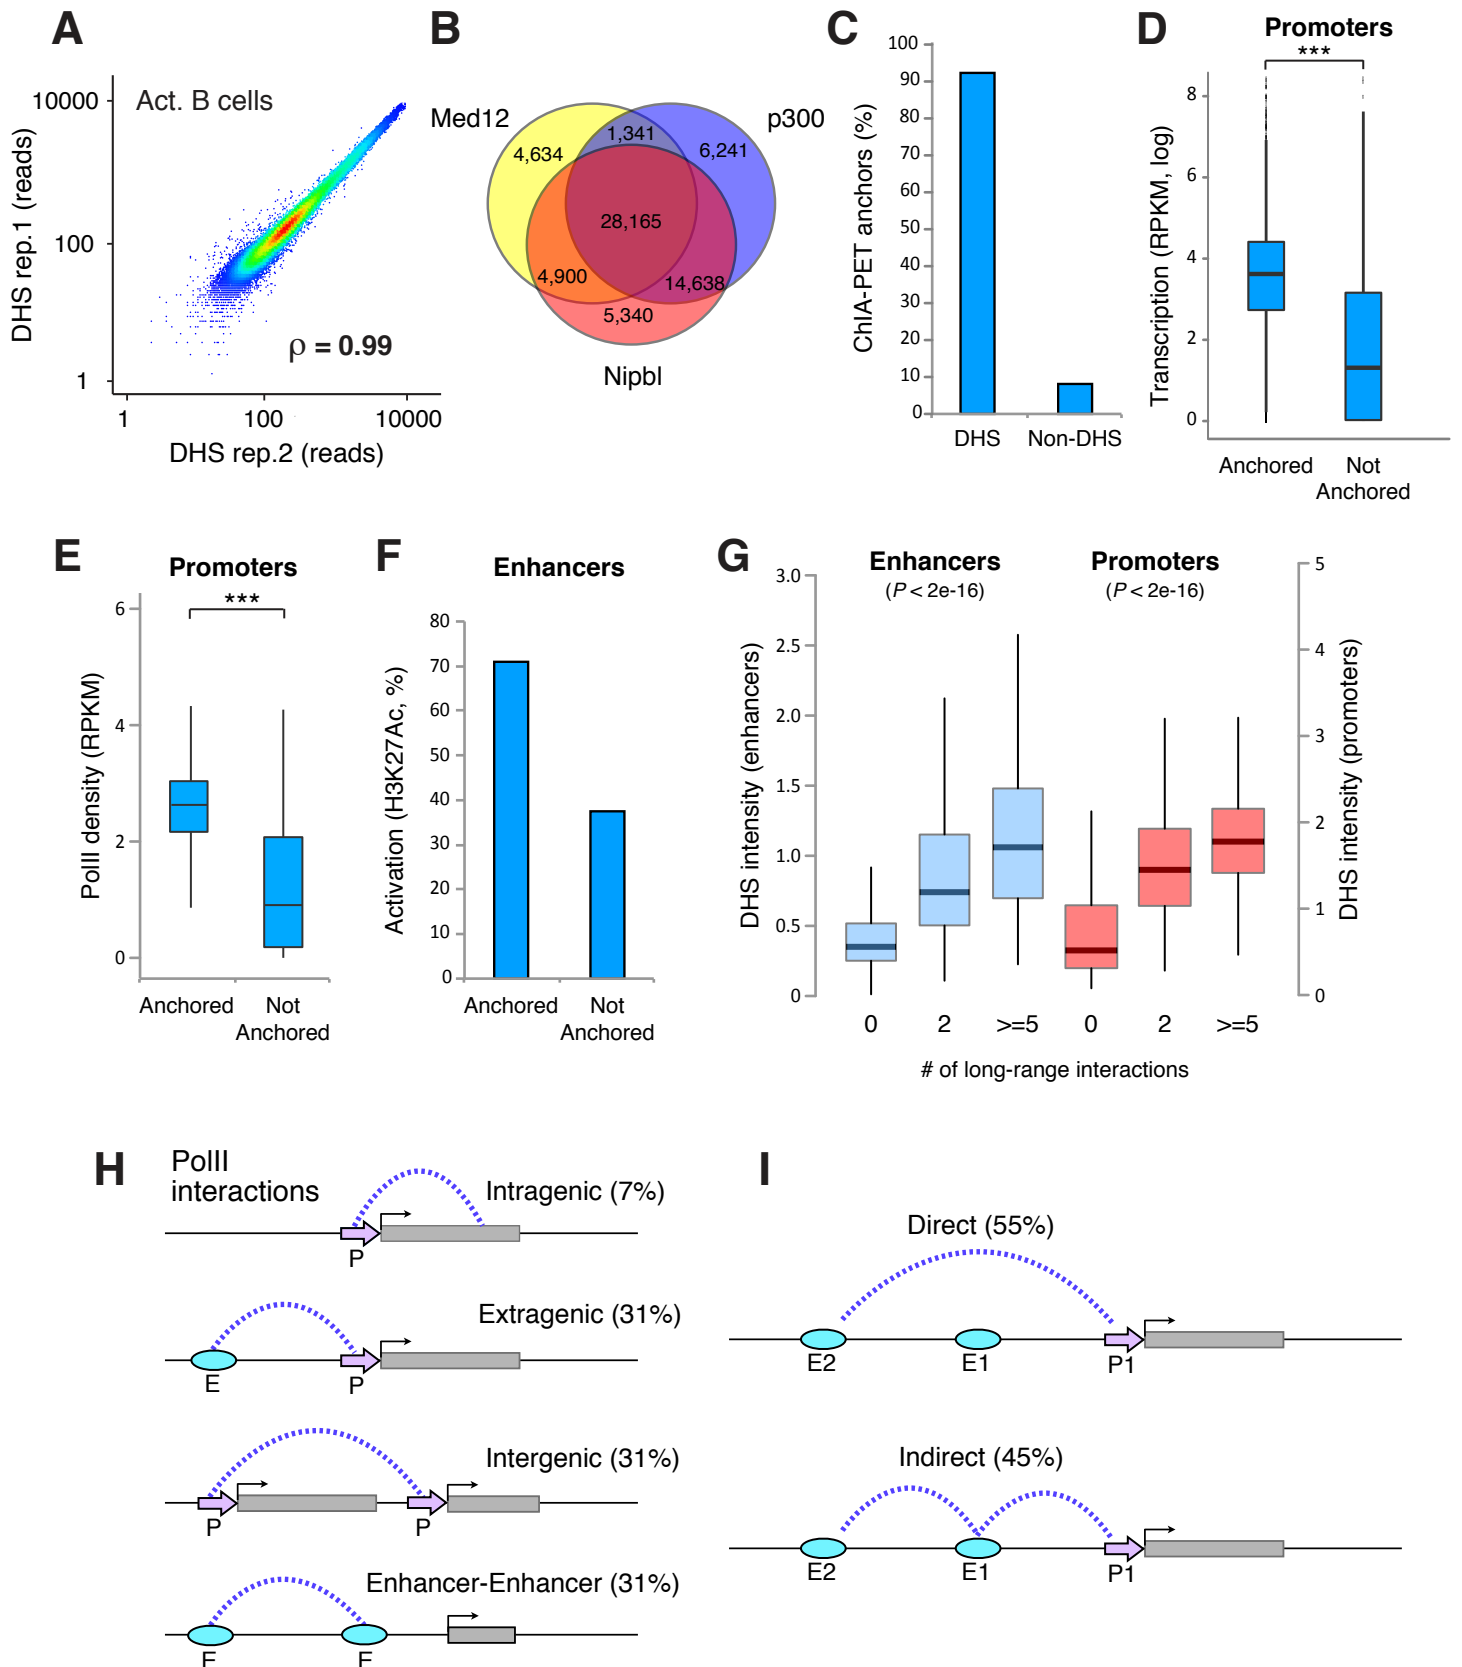 A
Act. B cells
DHS rep.1 (reads)
10000
100
1
ρ = 0.99
1
100
10000
DHS rep.2 (reads)
B
Med12
p300
1,341
4,634
6,241
28,165
4,900
14,638
5,340
Nipbl
C
ChIA-PET anchors (%)
100
90
80
70
60
50
40
30
20
10
0
DHS
Non-DHS
D
Promoters
***
Transcription (RPKM, log)
8
6
4
2
0
Anchored
Not
Anchored
E
Promoters
***
PolII density (RPKM)
6
4
2
0
Anchored
Not
Anchored
F
Enhancers
Activation (H3K27Ac, %)
80
70
60
50
40
30
20
10
0
Anchored
Not
Anchored
G
Enhancers
(P < 2e-16)
Promoters
(P < 2e-16)
DHS intensity (enhancers)
3.0
2.5
2.0
1.5
1.0
0.5
0
5
4
3
2
1
0
DHS intensity (promoters)
0
2
>=5
0
2
>=5
# of long-range interactions
H
PolII
interactions
Intragenic (7%)
P
Extragenic (31%)
E
P
Intergenic (31%)
P
P
Enhancer-Enhancer (31%)
E
E
I
Direct (55%)
E2
E1
P1
Indirect (45%)
E2
E1
P1